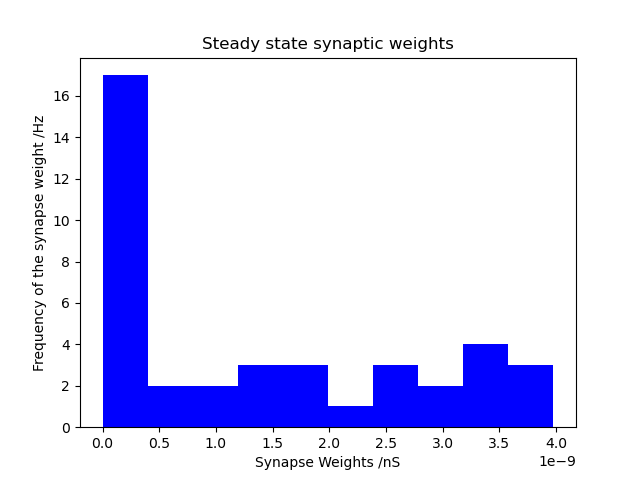 Steady state synaptic weights
Frequency of the synapse weight /Hz
16
14
12
10
8
6
4
2
0
0.0 0.5 1.0 1.5 2.0 2.5 3.0 3.5 4.0
Synapse Weights /nS
1e−9